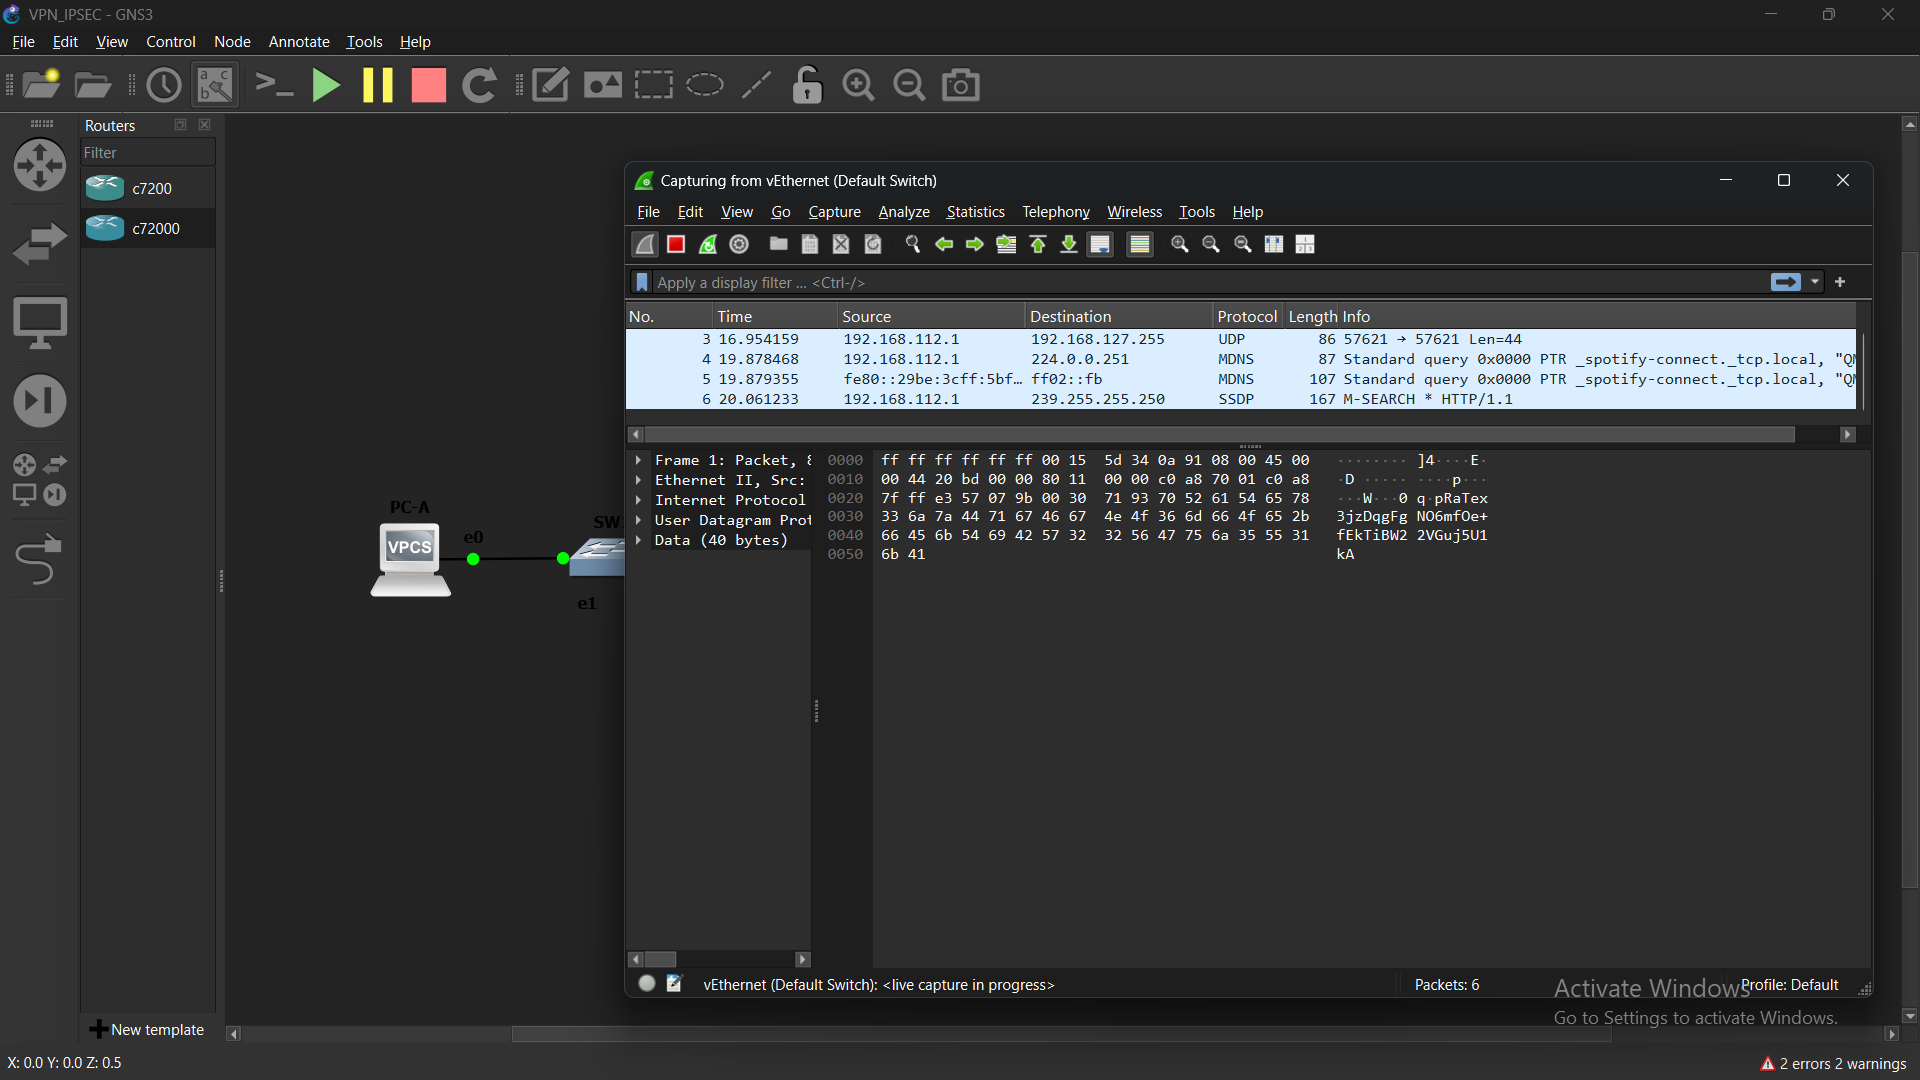 VPN_IPSEC - GNS3
File Edit View Control Node Annotate Tools Help
Routers
Filter
c7200
c72000
New template
PC-A
VPCS
e0
e1
Capturing from vEthernet (Default Switch)
File Edit View Go Capture Analyze Statistics Telephony Wireless Tools Help
Apply a display filter ... <Ctrl-/>
No. Time Source Destination Protocol Length Info
3 16.954159 192.168.112.1 192.168.127.255 UDP 86 57621 → 57621 Len=44
4 19.878468 192.168.112.1 224.0.0.251 MDNS 87 Standard query 0x0000 PTR _spotify-connect._tcp.local, "QM
5 19.879355 fe80::29be:3cff:5bf… ff02::fb MDNS 107 Standard query 0x0000 PTR _spotify-connect._tcp.local, "QM
6 20.061233 192.168.112.1 239.255.255.250 SSDP 167 M-SEARCH * HTTP/1.1
Frame 1: Packet,
Ethernet II, Src:
Internet Protocol
User Datagram Prot
Data (40 bytes)
0000 ff ff ff ff ff ff 00 15 5d 34 0a 91 08 00 45 00 ········ ]4····E·
0010 00 44 20 bd 00 00 80 11 00 00 c0 a8 70 01 c0 a8 ·D ····· ····p···
0020 7f ff e3 57 07 9b 00 30 71 93 70 52 61 54 65 78 ···W···0 q·pRaTex
0030 33 6a 7a 44 71 67 46 67 4e 4f 36 6d 66 4f 65 2b 3jzDqgFg NO6mfOe+
0040 66 45 6b 54 69 42 57 32 32 56 47 75 6a 35 55 31 fEkTiBW2 2VGuj5U1
0050 6b 41 kA
vEthernet (Default Switch): <live capture in progress> Packets: 6 Profile: Default
Activate Windows
Go to Settings to activate Windows.
X: 0.0 Y: 0.0 Z: 0.5
2 errors 2 warnings